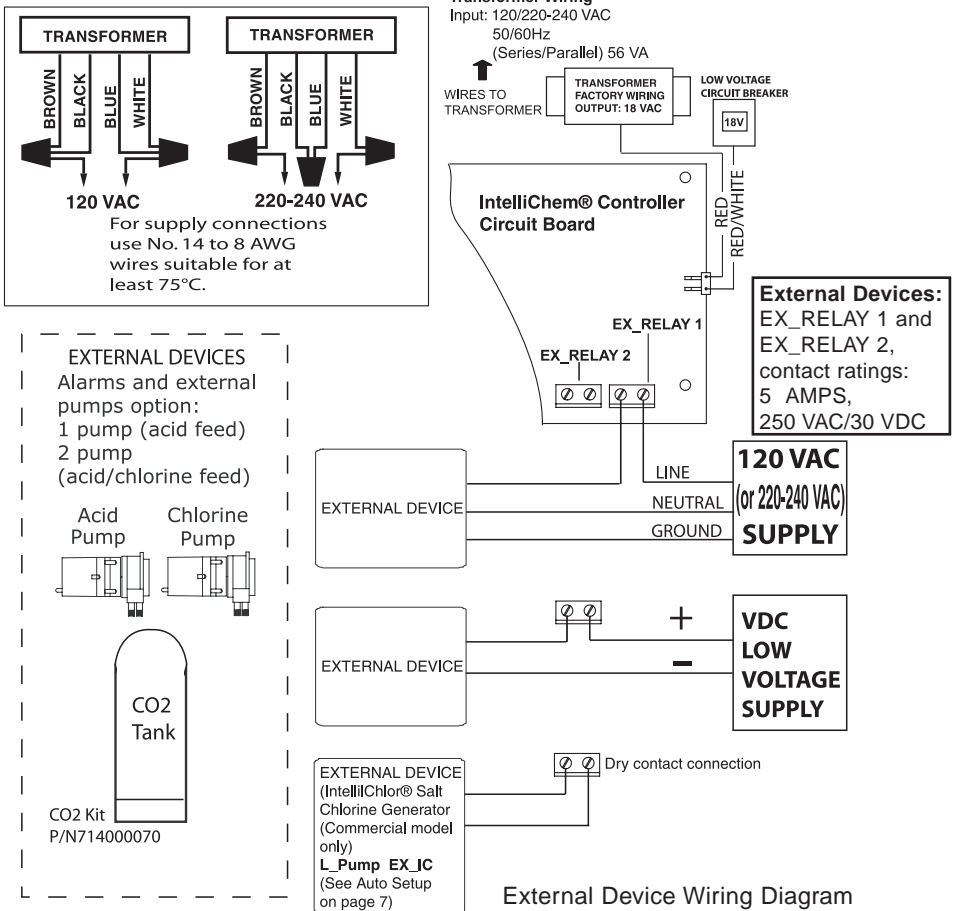 Transformer Wiring
Input: 120/220-240 VAC
50/60Hz
(Series/Parallel) 56 VA
WIRES TO
TRANSFORMER
TRANSFORMER
FACTORY WIRING
OUTPUT: 18 VAC
LOW VOLTAGE
CIRCUIT BREAKER
18V
RED
RED/WHITE
TRANSFORMER
BROWN
BLACK
BLUE
WHITE
120 VAC
TRANSFORMER
BROWN
BLACK
BLUE
WHITE
220-240 VAC
For supply connections
use No. 14 to 8 AWG
wires suitable for at
least 75°C.
IntelliChem® Controller
Circuit Board
EX_RELAY 1
EX_RELAY 2
External Devices:
EX_RELAY 1 and
EX_RELAY 2,
contact ratings:
5 AMPS,
250 VAC/30 VDC
EXTERNAL DEVICES
Alarms and external
pumps option:
1 pump (acid feed)
2 pump
(acid/chlorine feed)
Acid
Pump
Chlorine
Pump
CO2
Tank
CO2 Kit
P/N714000070
EXTERNAL DEVICE
LINE
NEUTRAL
GROUND
120 VAC
(or 220-240 VAC)
SUPPLY
EXTERNAL DEVICE
+
-
VDC
LOW
VOLTAGE
SUPPLY
EXTERNAL DEVICE
(IntelliIChlor® Salt
Chlorine Generator
(Commercial model
only)
L_Pump EX_IC
(See Auto Setup
on page 7)
Dry contact connection
External Device Wiring Diagram